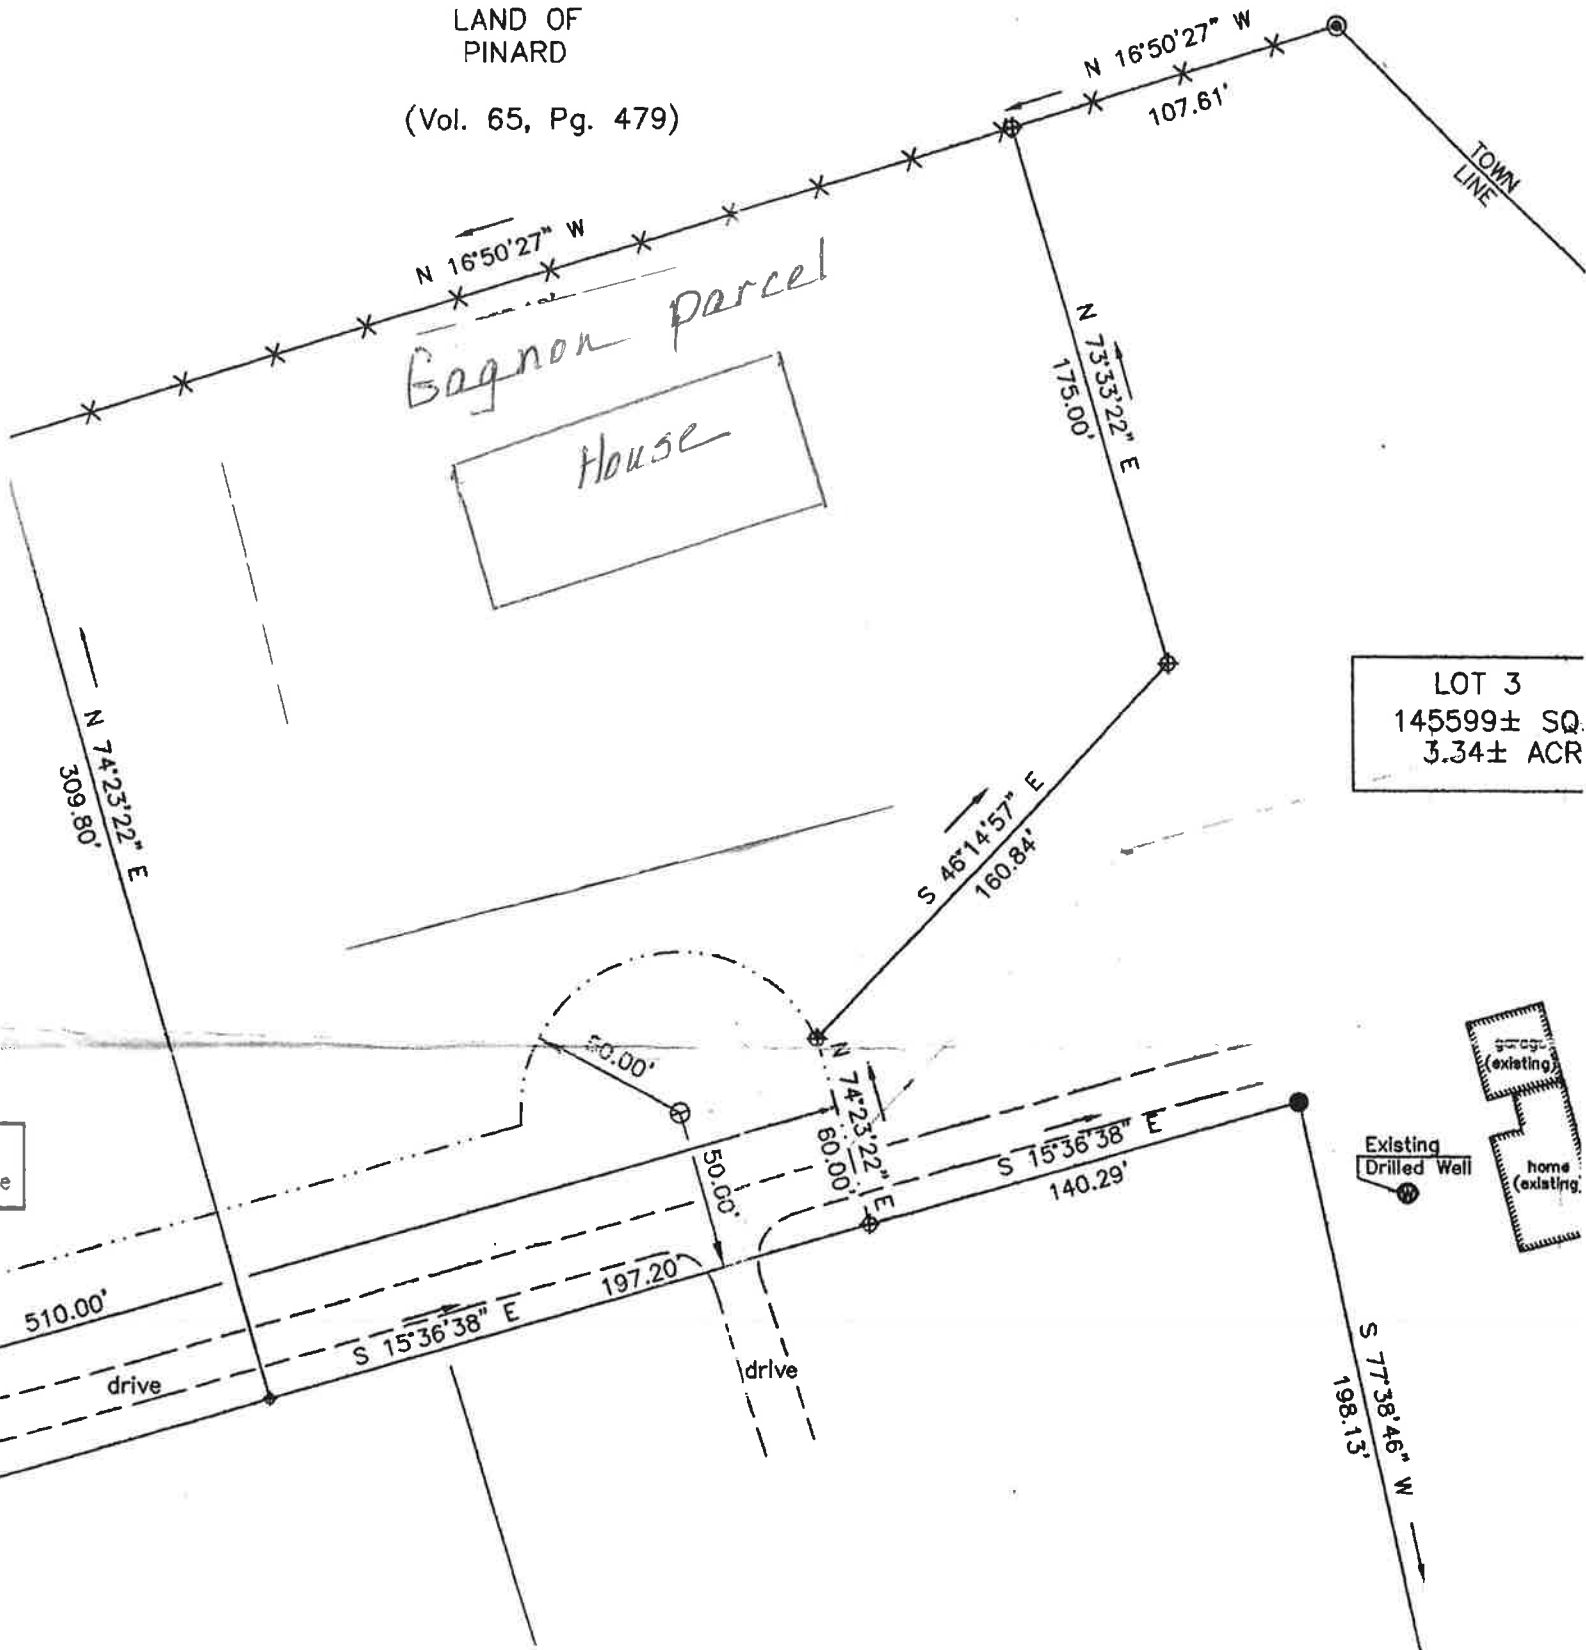 LAND OF
PINARD
(Vol. 65, Pg. 479)
N 16°50'27" W
107.61'
TOWN
LINE
N 16°50'27" W
Gagnon parcel
House
N 73°33'22" E
175.00'
LOT 3
145599± SQ.
3.34± ACR
N 74°23'22" E
309.80'
S 46°14'57" E
160.84'
50.00'
garage
(existing)
N 74°23'22" E
60.00'
50.00'
S 15°36'38" E
140.29'
Existing
Drilled Well
W
home
(existing)
e
510.00'
197.20'
S 15°36'38" E
drive
drive
S 77°38'46" W
198.13'